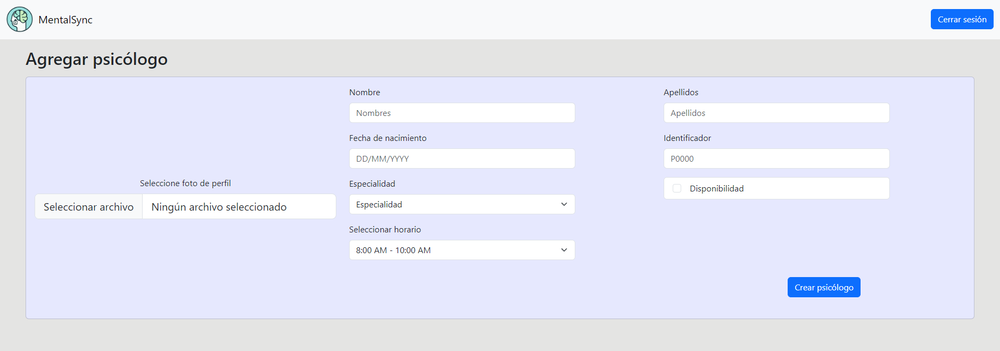 MentalSync
Cerrar sesión
Agregar psicólogo
Seleccione foto de perfil
Seleccionar archivo Ningún archivo seleccionado
Nombre
Nombres
Fecha de nacimiento
DD/MM/YYYY
Especialidad
Especialidad
Seleccionar horario
8:00 AM - 10:00 AM
Apellidos
Apellidos
Identificador
P0000
Disponibilidad
Crear psicólogo